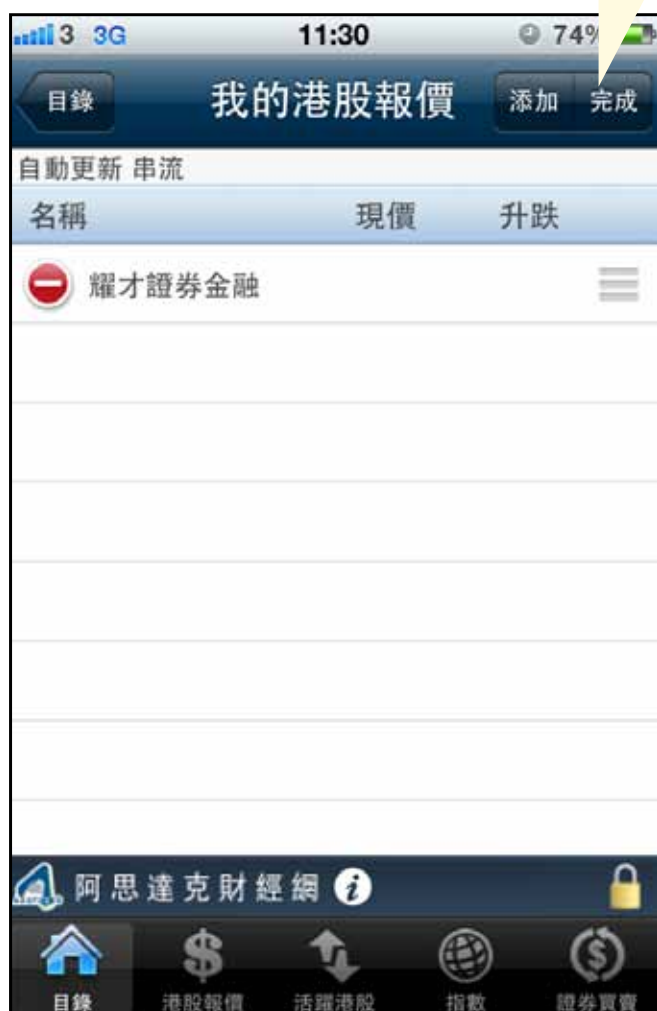 3 3G 11:30 74%
目錄 我的港股報價 添加 完成
自動更新 串流
名稱 現價 升跌
耀才證券金融
阿思達克財經網 i
目錄 港股報價 活躍港股 指數 證券買賣